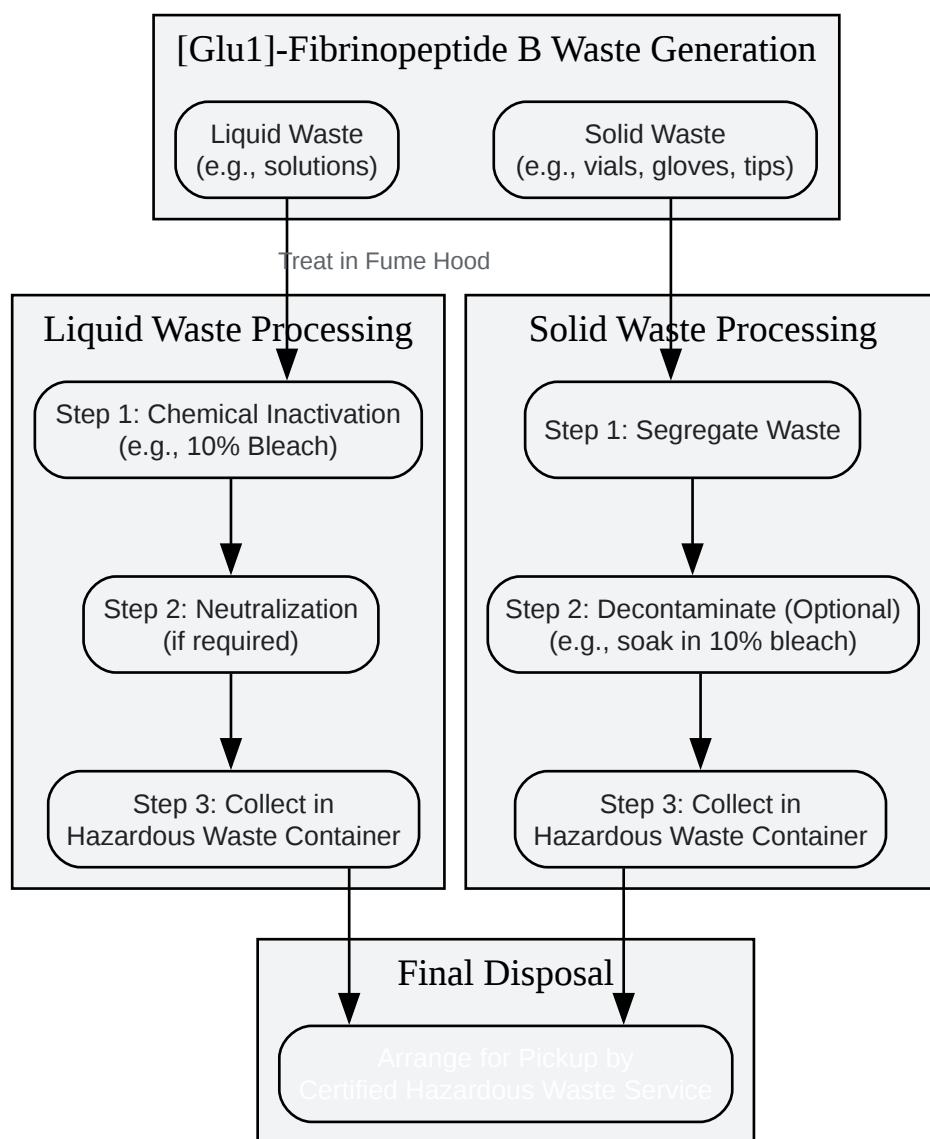 [Glu1]-Fibrinopeptide B Waste Generation
Liquid Waste
(e.g., solutions)
Solid Waste
(e.g., vials, gloves, tips)
Treat in Fume Hood
Liquid Waste Processing
Step 1: Chemical Inactivation
(e.g., 10% Bleach)
Step 2: Neutralization
(if required)
Step 3: Collect in
Hazardous Waste Container
Solid Waste Processing
Step 1: Segregate Waste
Step 2: Decontaminate (Optional)
(e.g., soak in 10% bleach)
Step 3: Collect in
Hazardous Waste Container
Final Disposal
Arrange for Pickup by
Certified Hazardous Waste Service